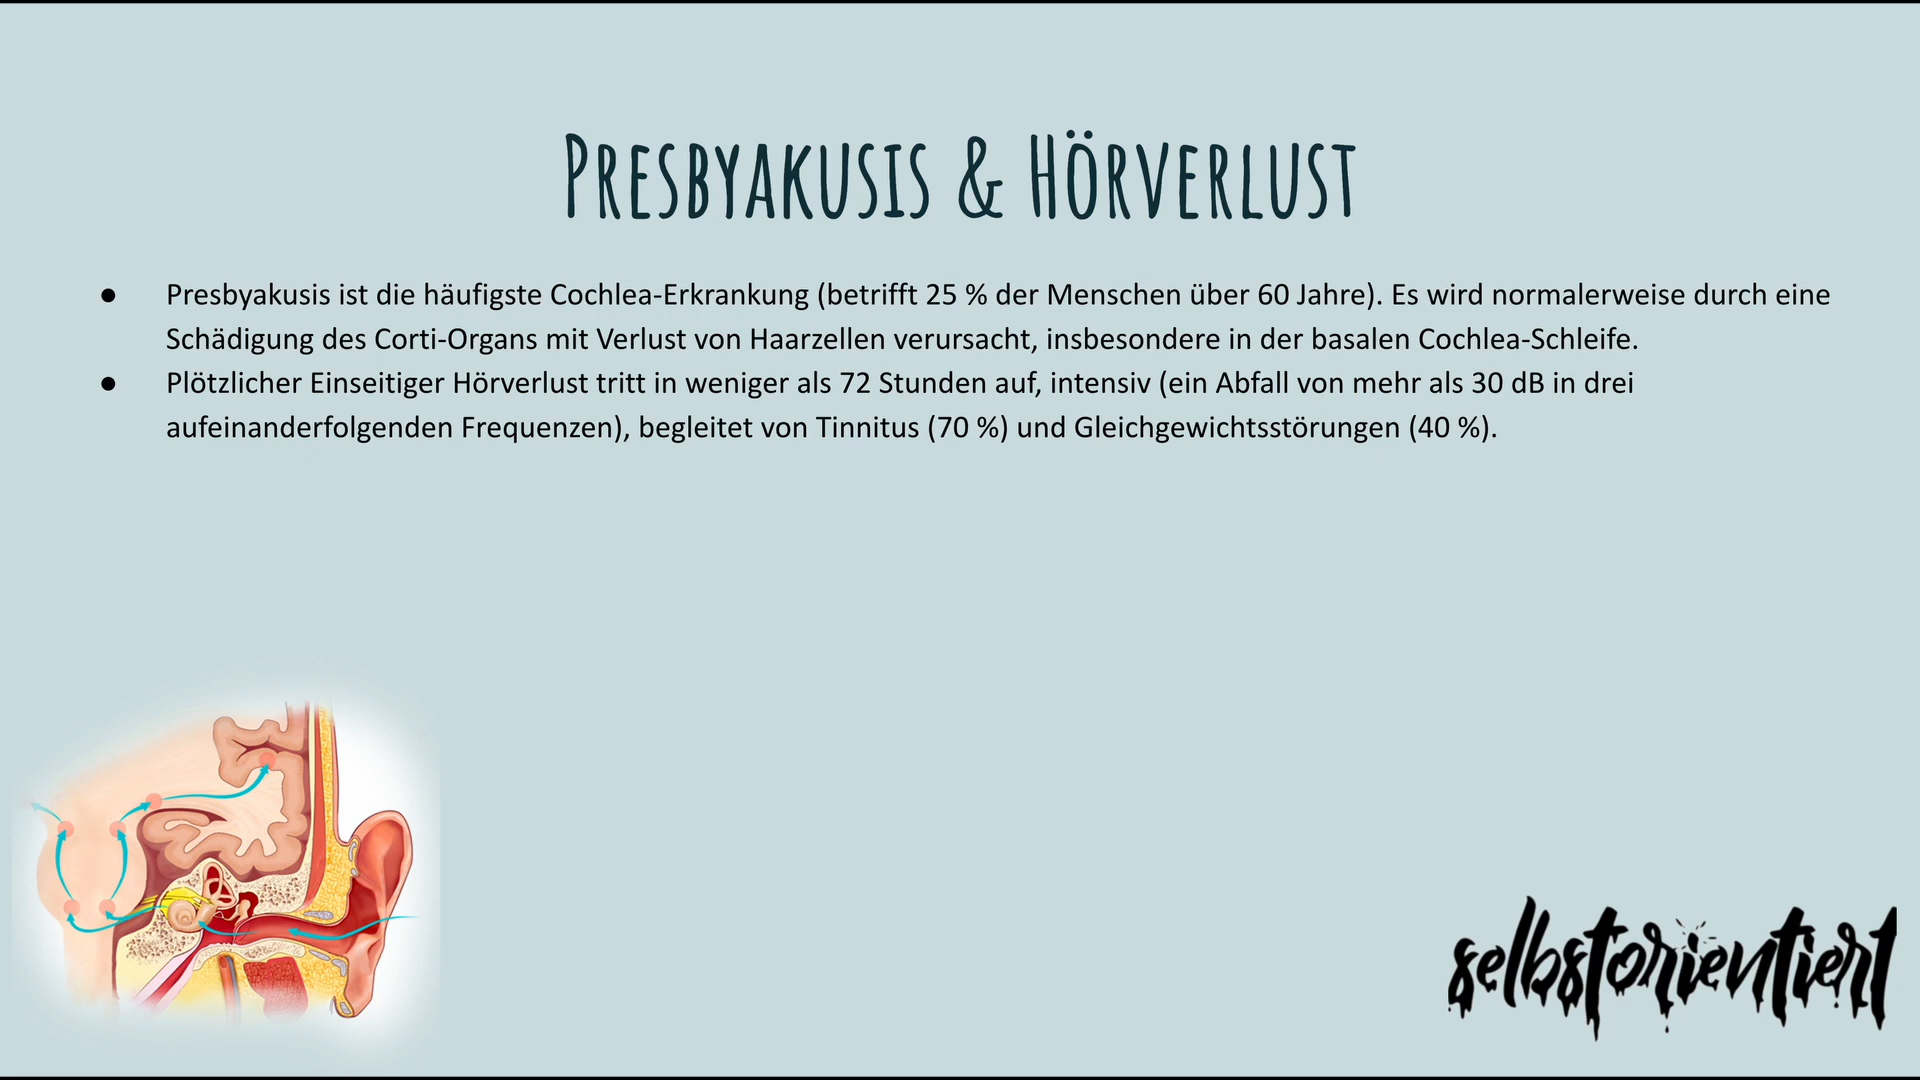 Presbyakusis & Hörverlust
● Presbyakusis ist die häufigste Cochlea-Erkrankung (betrifft 25 % der Menschen über 60 Jahre). Es wird normalerweise durch eine
Schädigung des Corti-Organs mit Verlust von Haarzellen verursacht, insbesondere in der basalen Cochlea-Schleife.
● Plötzlicher Einseitiger Hörverlust tritt in weniger als 72 Stunden auf, intensiv (ein Abfall von mehr als 30 dB in drei
aufeinanderfolgenden Frequenzen), begleitet von Tinnitus (70 %) und Gleichgewichtsstörungen (40 %).
selbstorientiert